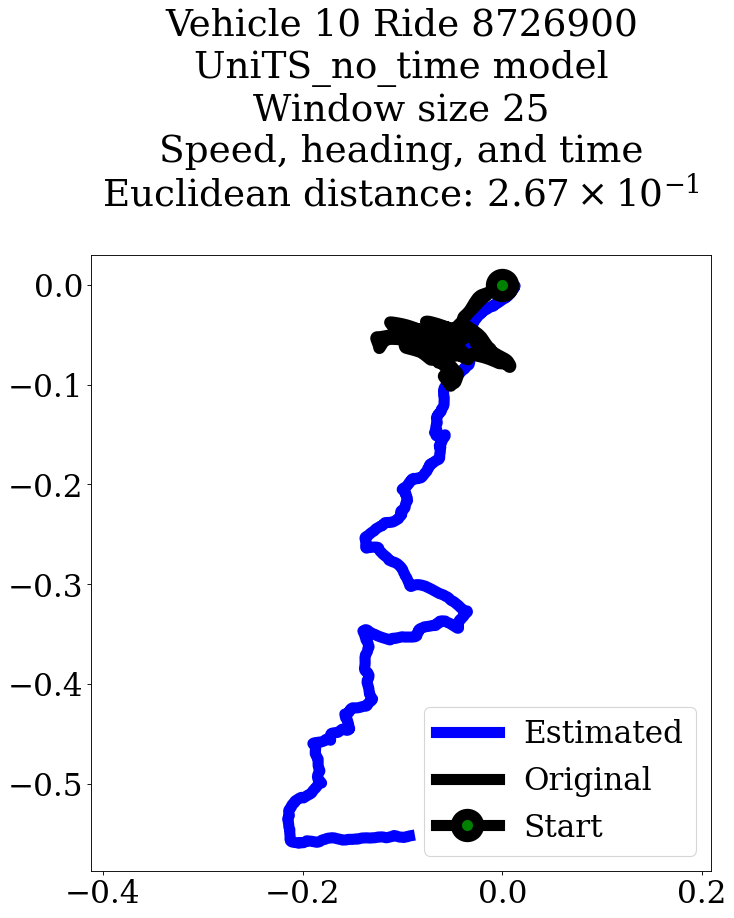 Vehicle 10 Ride 8726900
UniTS_no_time model
Window size 25
Speed, heading, and time
Euclidean distance: 2.67 × 10⁻¹
0.0
−0.1
−0.2
−0.3
−0.4
−0.5
Estimated
Original
Start
−0.4 −0.2 0.0 0.2